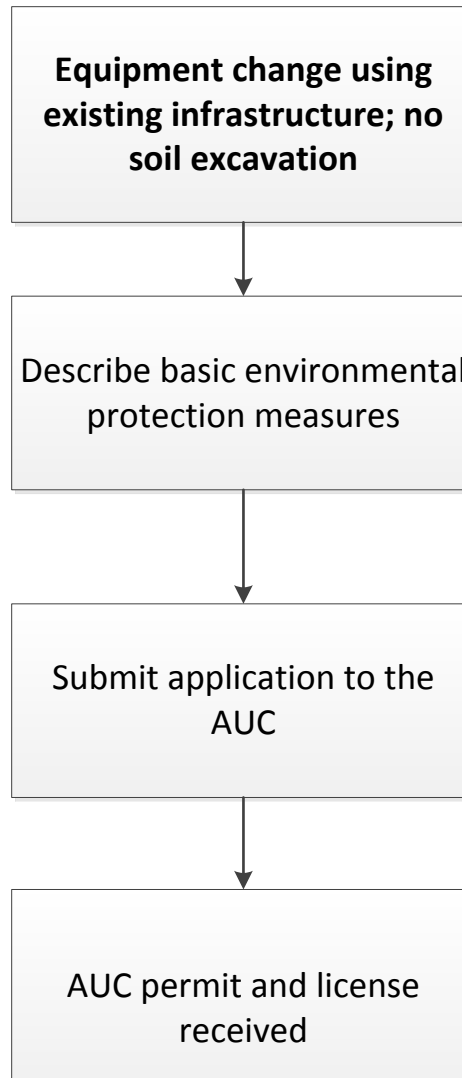 Equipment change using
existing infrastructure; no
soil excavation
Describe basic environmental
protection measures
Submit application to the
AUC
AUC permit and license
received